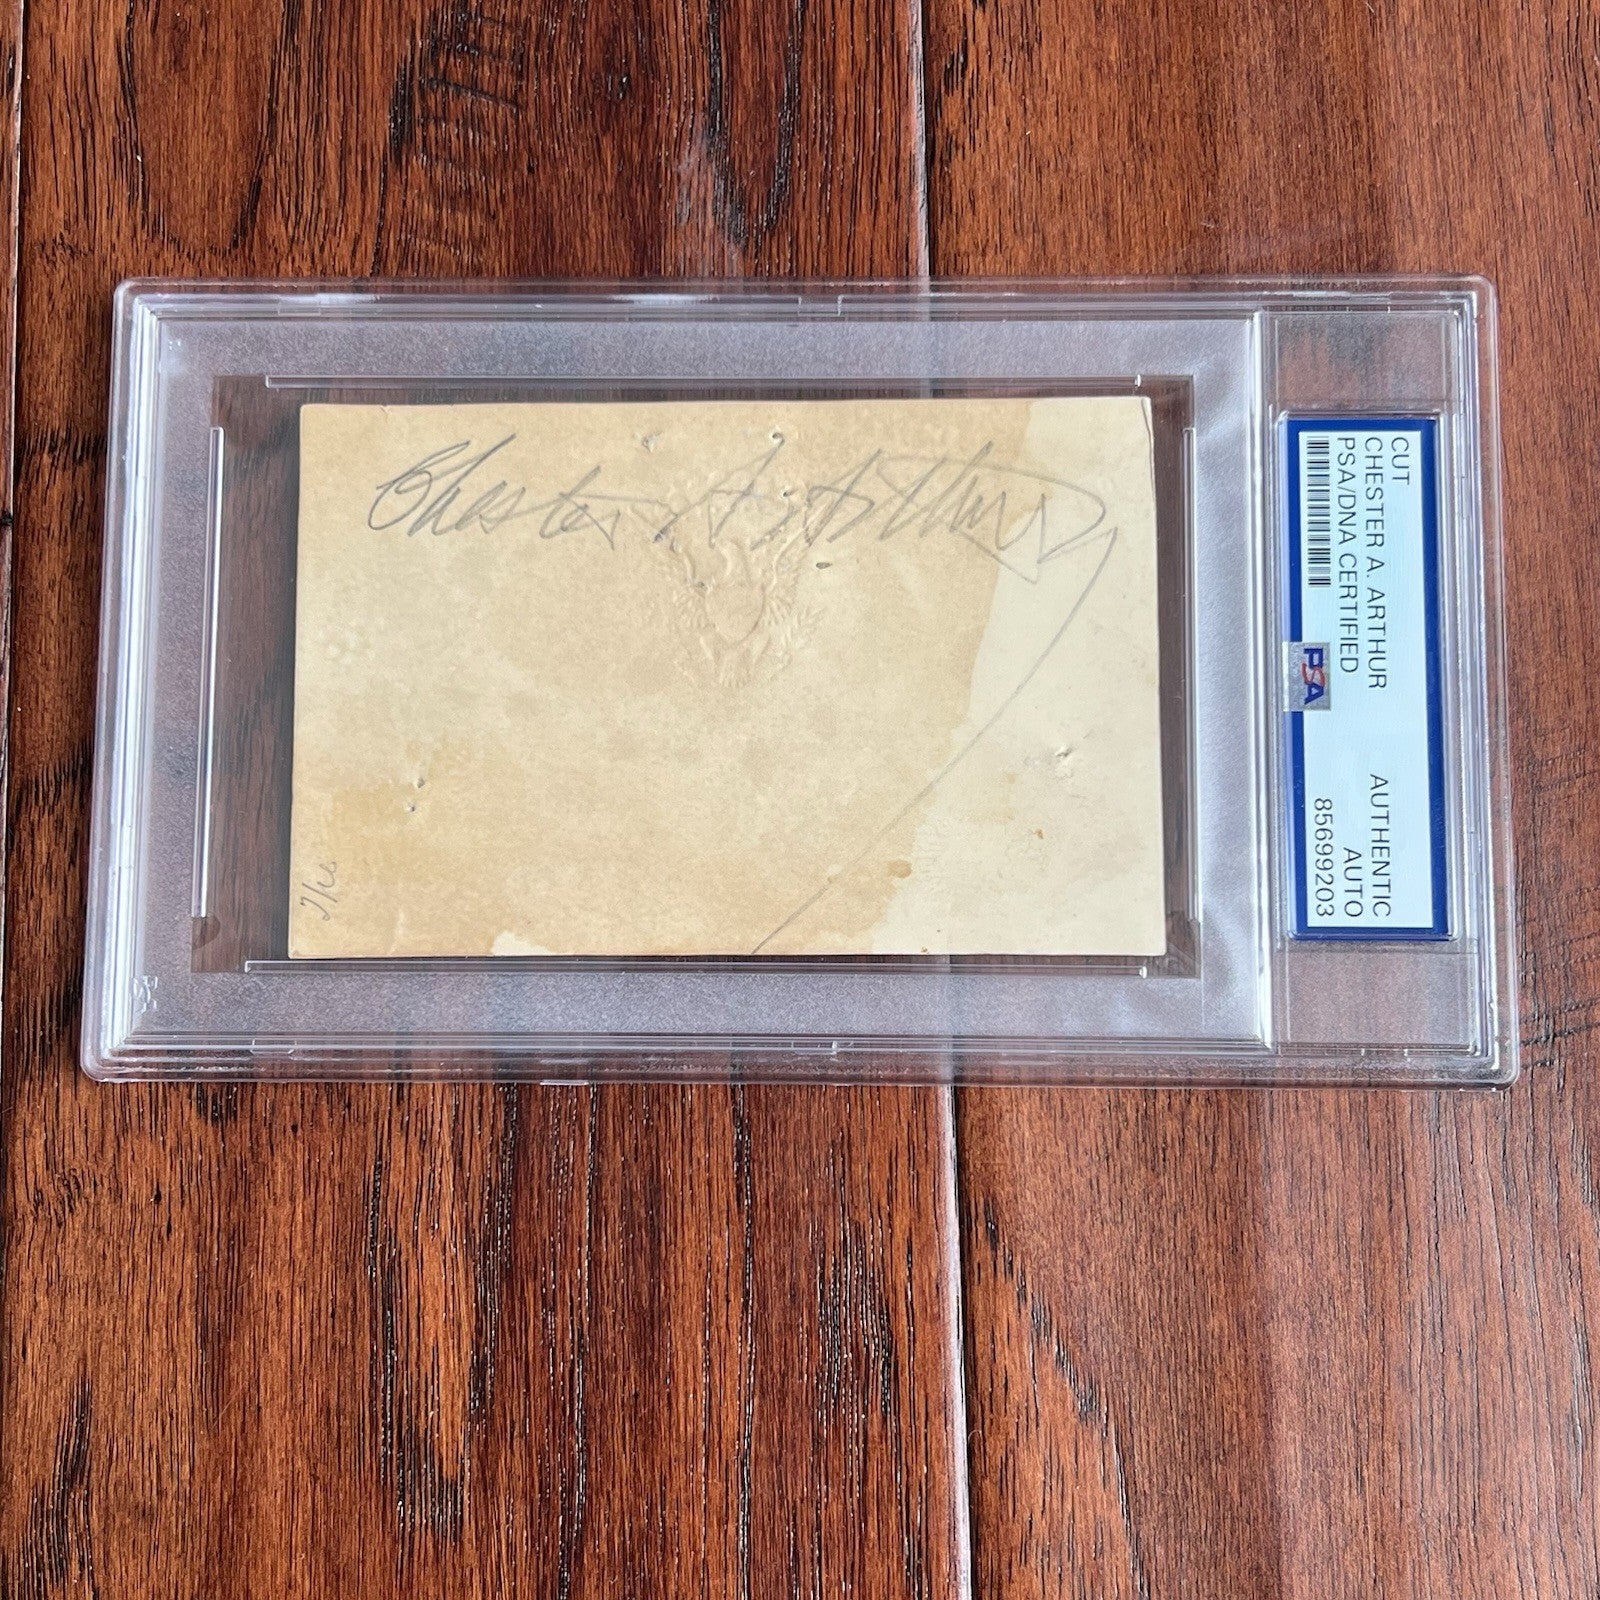 Chester A. Arthur
CUT
CHESTER A. ARTHUR
PSA/DNA CERTIFIED
PSA
AUTHENTIC
AUTO
85699203